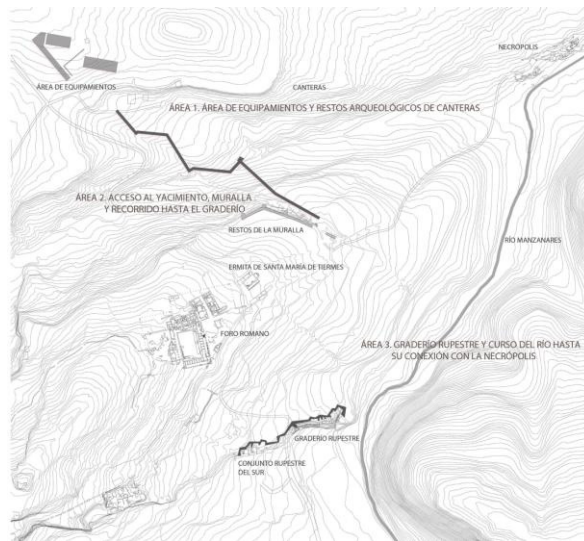 NECRÓPOLIS
ÁREA DE EQUIPAMIENTOS
CANTERAS
ÁREA 1. ÁREA DE EQUIPAMIENTOS Y RESTOS ARQUEOLÓGICOS DE CANTERAS
ÁREA 2. ACCESO AL YACIMIENTO, MURALLA
Y RECORRIDO HASTA EL GRADERÍO
RESTOS DE LA MURALLA
RÍO MANZANARES
ERMITA DE SANTA MARIA DE TIERMES
FORO ROMANO
ÁREA 3. GRADERÍO RUPESTRE Y CURSO DEL RÍO HASTA
SU CONEXIÓN CON LA NECRÓPOLIS
GRADERÍO RUPESTRE
CONJUNTO RUPESTRE
DEL SUR